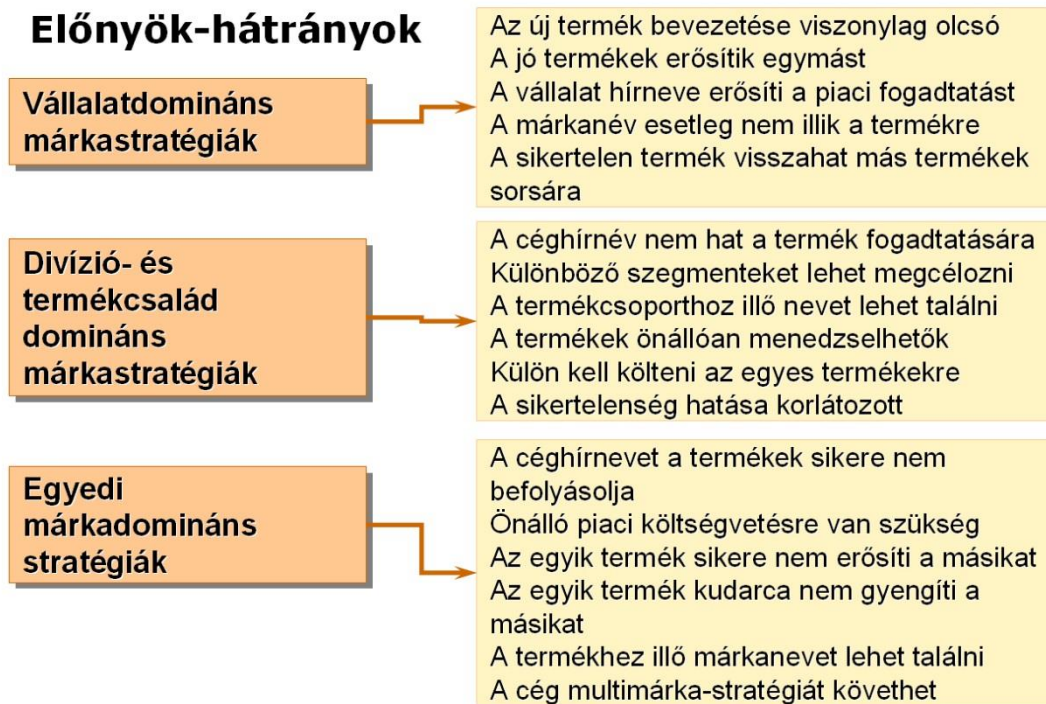 Előnyök-hátrányok
Vállalatdomináns
márkastratégiák
Az új termék bevezetése viszonylag olcsó
A jó termékek erősítik egymást
A vállalat hírneve erősíti a piaci fogadtatást
A márkanév esetleg nem illik a termékre
A sikertelen termék visszahat más termékek
sorsára
Divízió- és
termékcsalád
domináns
márkastratégiák
A céghírnév nem hat a termék fogadtatására
Különböző szegmenteket lehet megcélozni
A termékcsoporthoz illő nevet lehet találni
A termékek önállóan menedzselhetők
Külön kell költeni az egyes termékekre
A sikertelenség hatása korlátozott
Egyedi
márkadomináns
stratégiák
A céghírnevet a termékek sikere nem
befolyásolja
Önálló piaci költségvetésre van szükség
Az egyik termék sikere nem erősíti a másikat
Az egyik termék kudarca nem gyengíti a
másikat
A termékhez illő márkanevet lehet találni
A cég multimárka-stratégiát követhet